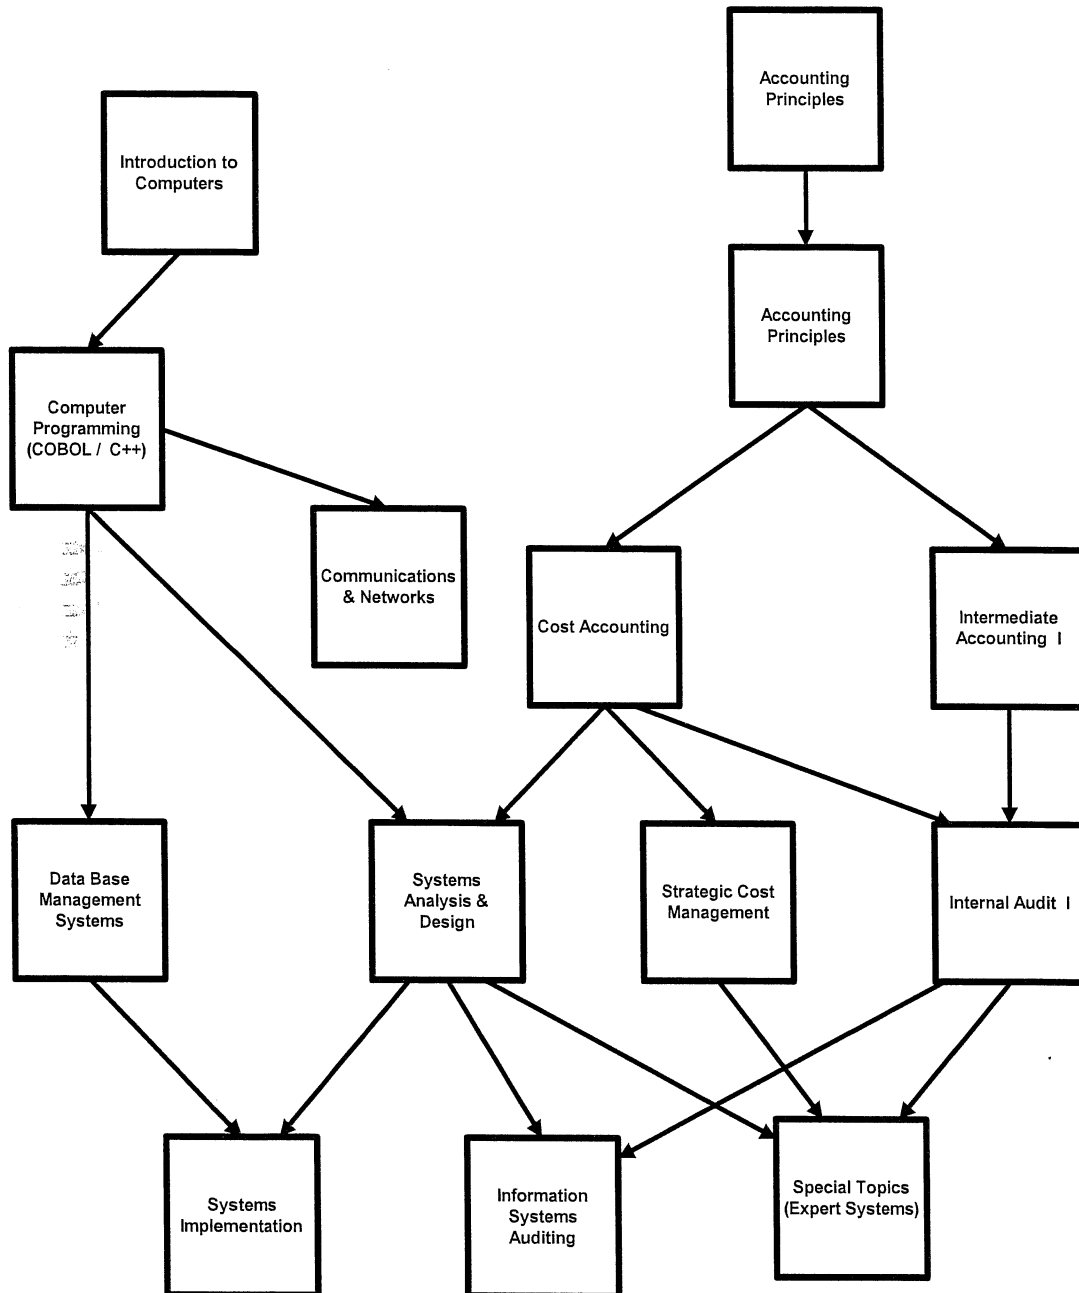 Accounting
Principles
Introduction to
Computers
Accounting
Principles
Computer
Programming
(COBOL / C++)
Communications
& Networks
Cost Accounting
Intermediate
Accounting I
Data Base
Management
Systems
Systems
Analysis &
Design
Strategic Cost
Management
Internal Audit I
Systems
Implementation
Information
Systems
Auditing
Special Topics
(Expert Systems)